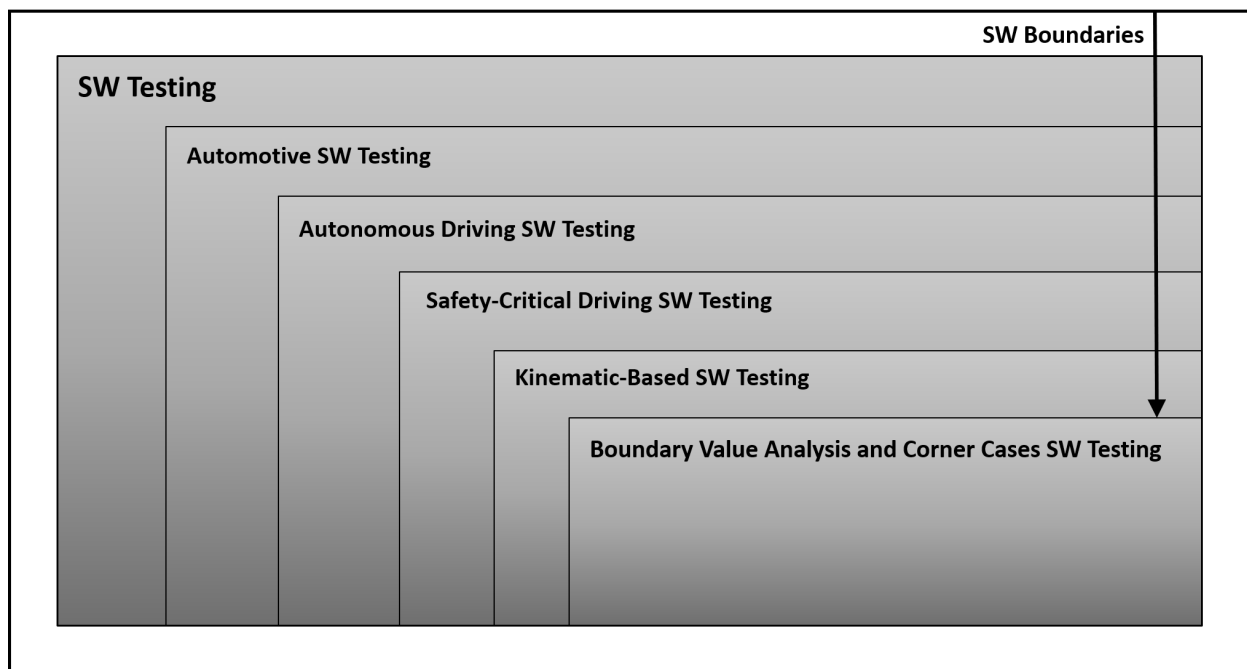 SW Boundaries
SW Testing
Automotive SW Testing
Autonomous Driving SW Testing
Safety-Critical Driving SW Testing
Kinematic-Based SW Testing
Boundary Value Analysis and Corner Cases SW Testing